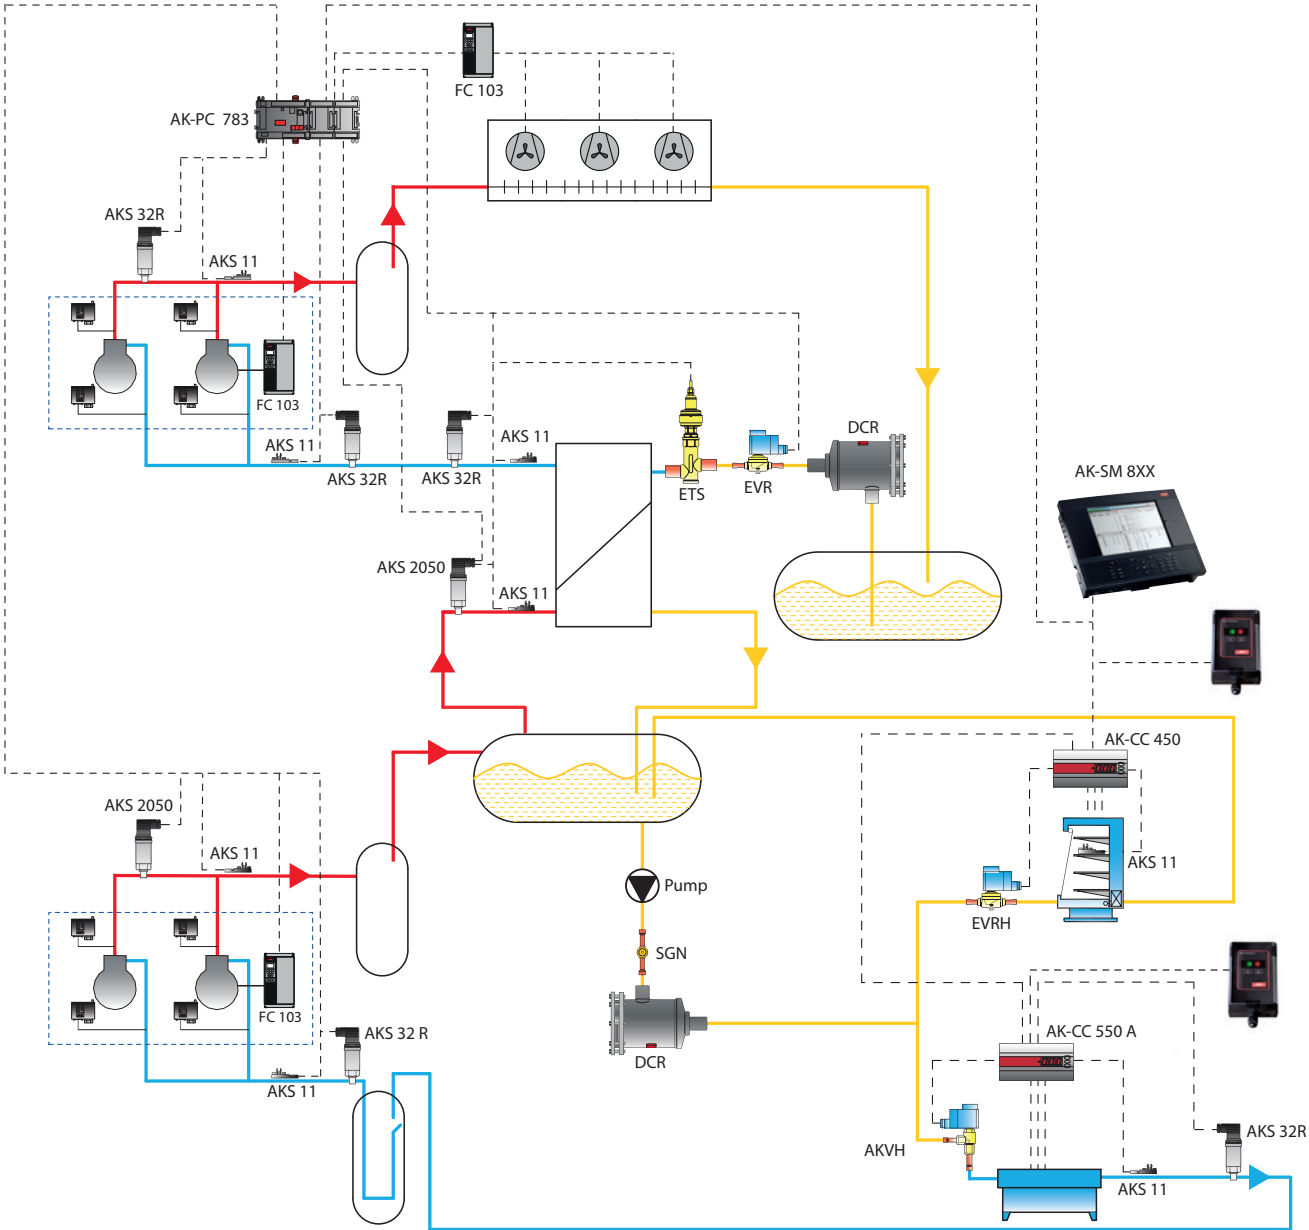 FC 103
AK-PC 783
AKS 32R
AKS 11
FC 103
AKS 11
AKS 32R
AKS 32R
AKS 11
ETS
EVR
DCR
AK-SM 8XX
AKS 2050
AKS 11
AK-CC 450
AKS 2050
AKS 11
AKS 11
Pump
EVRH
SGN
FC 103
AKS 32 R
AK-CC 550 A
DCR
AKS 11
AKVH
AKS 32R
AKS 11